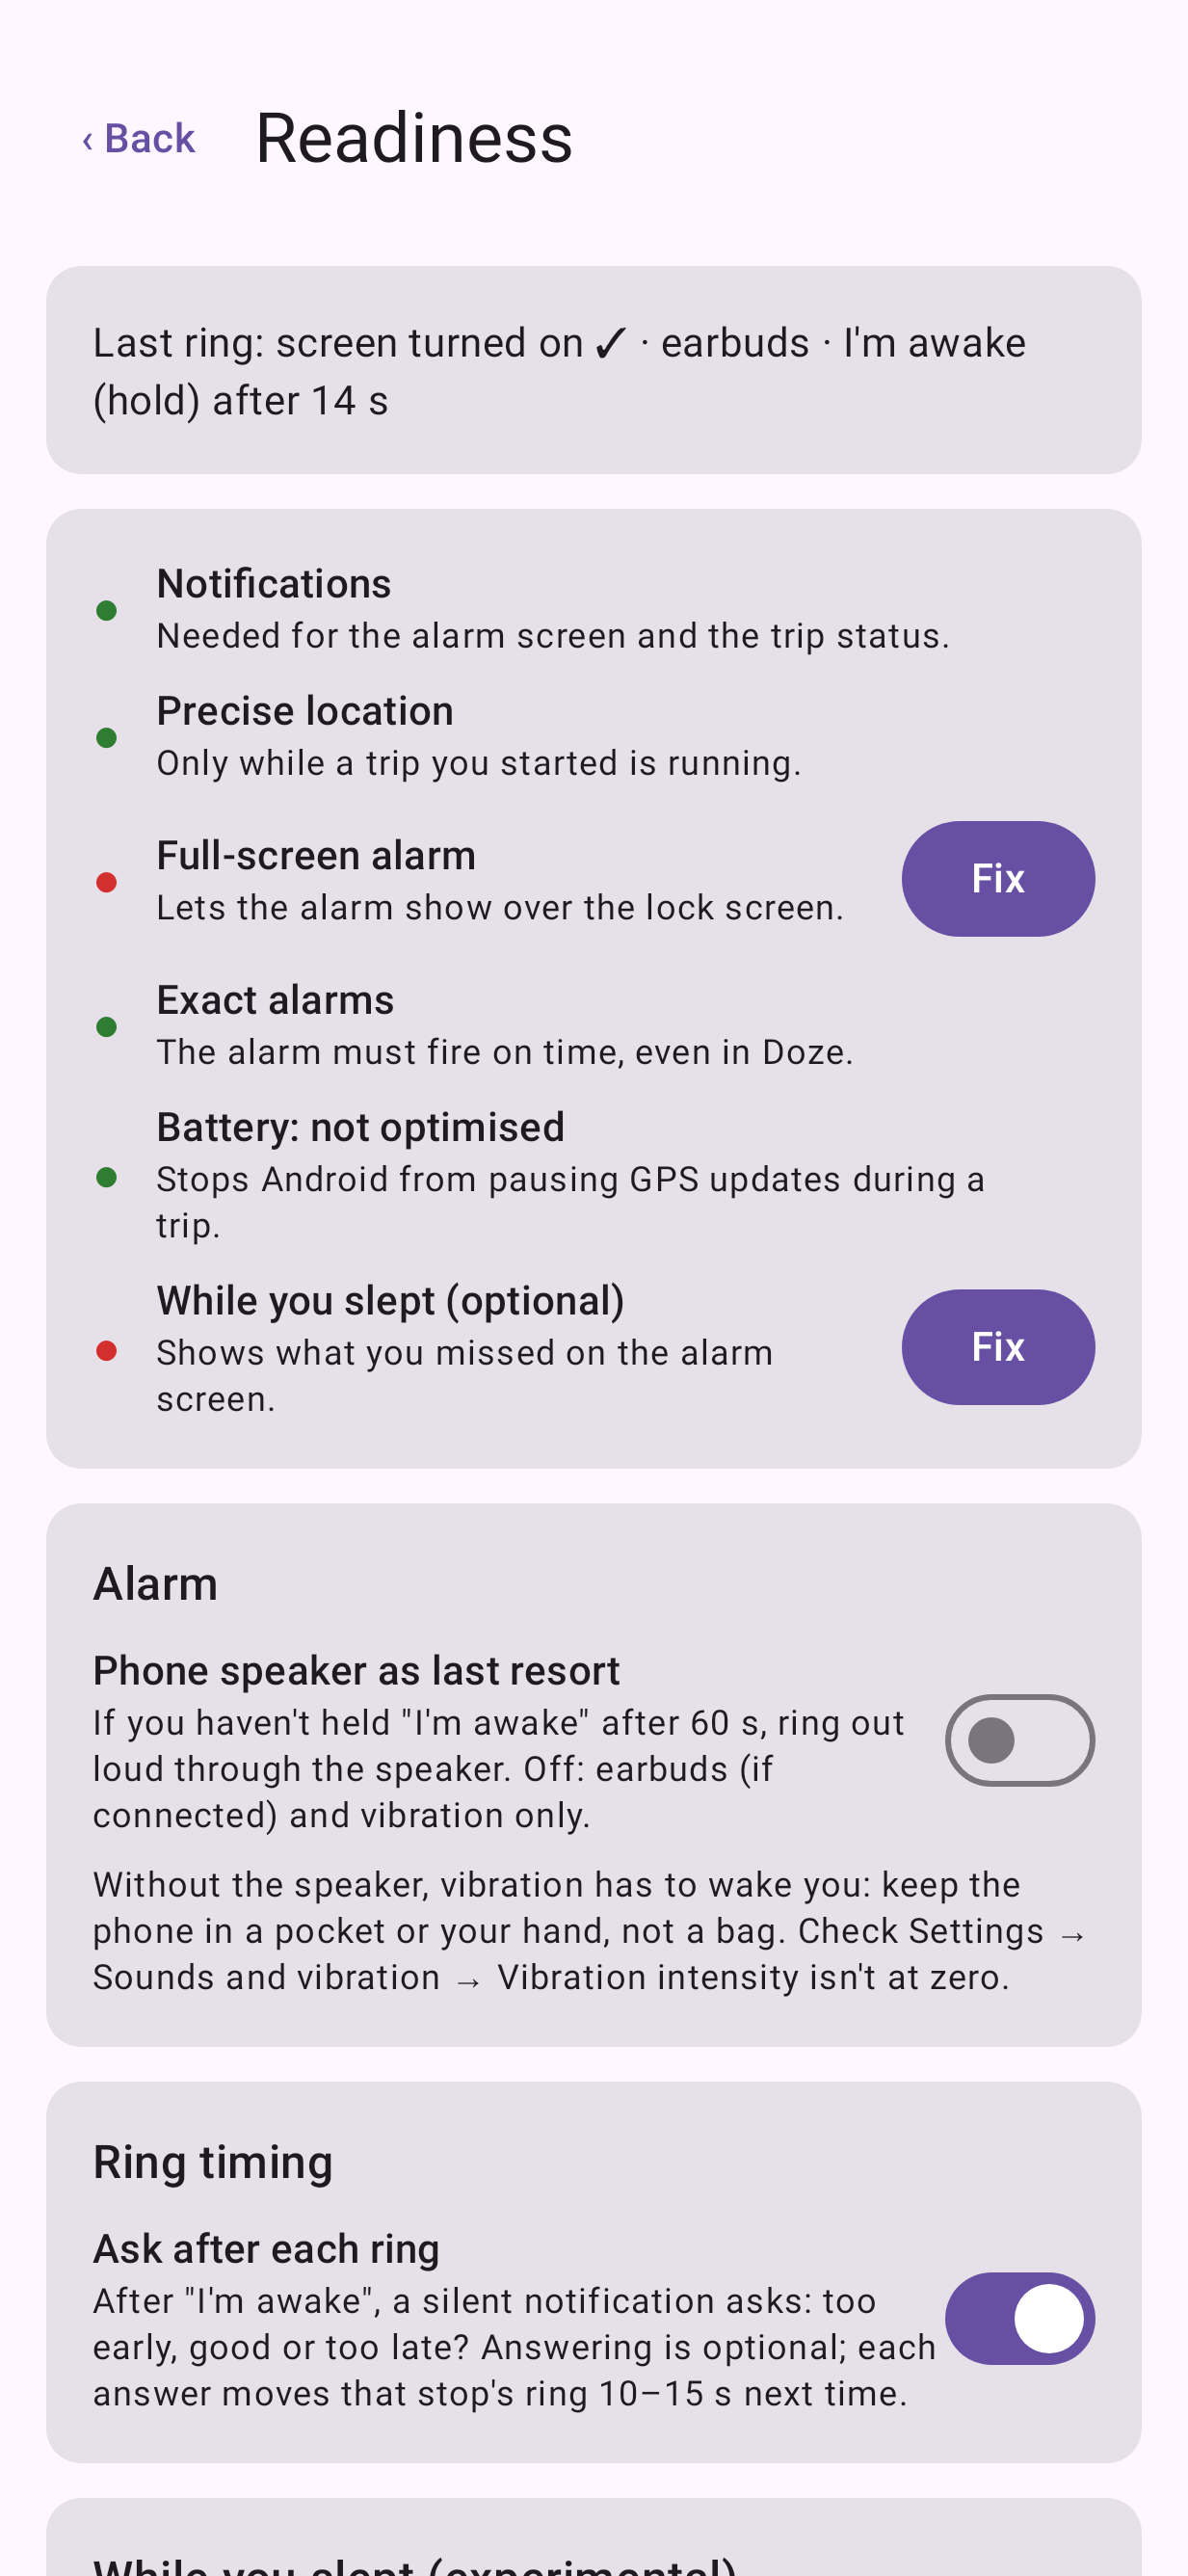 ‹ Back Readiness
Last ring: screen turned on ✓ · earbuds · I'm awake
(hold) after 14 s
Notifications
Needed for the alarm screen and the trip status.
Precise location
Only while a trip you started is running.
Full-screen alarm
Lets the alarm show over the lock screen.
Fix
Exact alarms
The alarm must fire on time, even in Doze.
Battery: not optimised
Stops Android from pausing GPS updates during a
trip.
While you slept (optional)
Shows what you missed on the alarm
screen.
Fix
Alarm
Phone speaker as last resort
If you haven't held "I'm awake" after 60 s, ring out
loud through the speaker. Off: earbuds (if
connected) and vibration only.
Without the speaker, vibration has to wake you: keep the
phone in a pocket or your hand, not a bag. Check Settings →
Sounds and vibration → Vibration intensity isn't at zero.
Ring timing
Ask after each ring
After "I'm awake", a silent notification asks: too
early, good or too late? Answering is optional; each
answer moves that stop's ring 10–15 s next time.
While you slept (experimental)